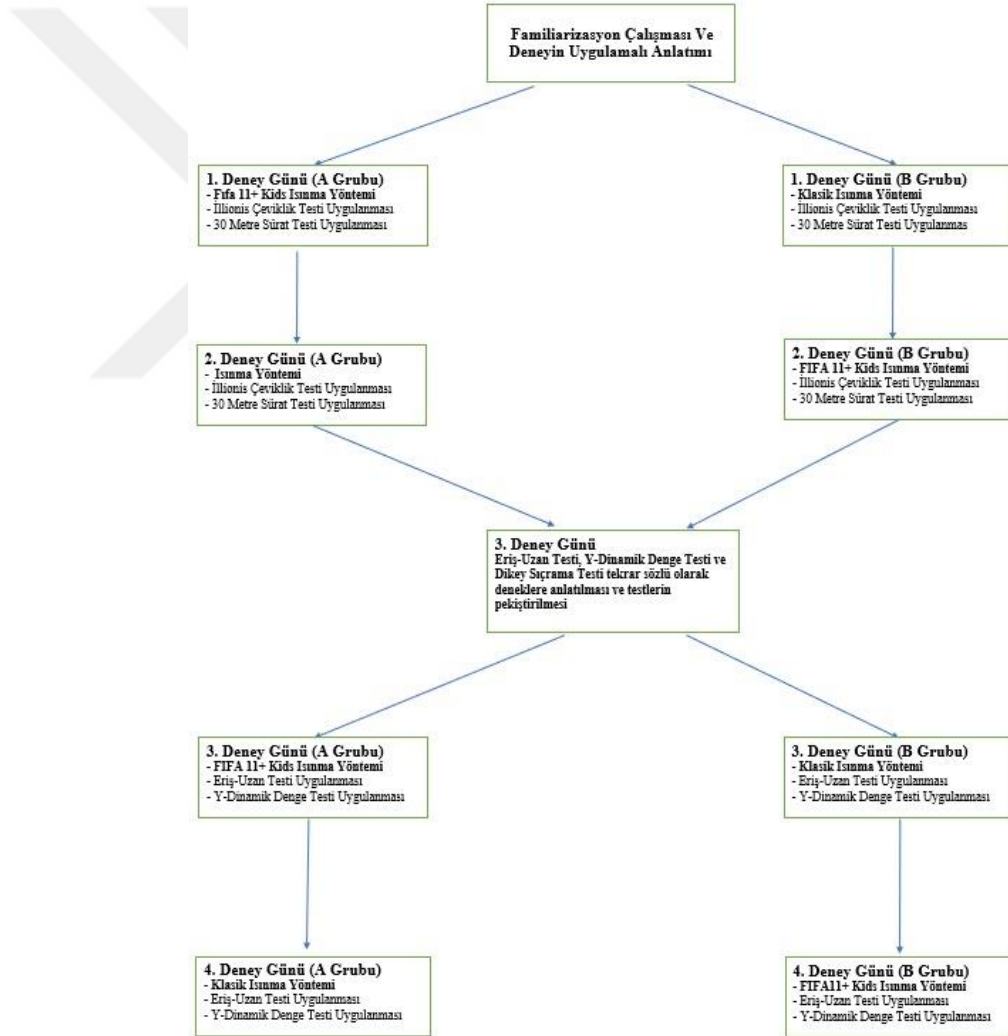 Familiarizasyon Çalışması Ve
Deneyin Uygulamalı Anlatımı
1. Deney Günü (A Grubu)
- Fıfa 11+ Kids Isınma Yöntemi
- İllionis Çeviklik Testi Uygulanması
- 30 Metre Sürat Testi Uygulanması
1. Deney Günü (B Grubu)
- Klasik Isınma Yöntemi
- İllionis Çeviklik Testi Uygulanması
- 30 Metre Sürat Testi Uygulanmas
2. Deney Günü (A Grubu)
- Isınma Yöntemi
- İllionis Çeviklik Testi Uygulanması
- 30 Metre Sürat Testi Uygulanması
2. Deney Günü (B Grubu)
- FIFA 11+ Kids Isınma Yöntemi
- İllionis Çeviklik Testi Uygulanması
- 30 Metre Sürat Testi Uygulanması
3. Deney Günü
Eriş-Uzan Testi, Y-Dinamik Denge Testi ve
Dikey Sıçrama Testi tekrar sözlü olarak
deneklere anlatılması ve testlerin
pekiştirilmesi
3. Deney Günü (A Grubu)
- FIFA 11+ Kids Isınma Yöntemi
- Eriş-Uzan Testi Uygulanması
- Y-Dinamik Denge Testi Uygulanması
3. Deney Günü (B Grubu)
- Klasik Isınma Yöntemi
- Eriş-Uzan Testi Uygulanması
- Y-Dinamik Denge Testi Uygulanması
4. Deney Günü (A Grubu)
- Klasik Isınma Yöntemi
- Eriş-Uzan Testi Uygulanması
- Y-Dinamik Denge Testi Uygulanması
4. Deney Günü (B Grubu)
- FIFA11+ Kids Isınma Yöntemi
- Eriş-Uzan Testi Uygulanması
- Y-Dinamik Denge Testi Uygulanması